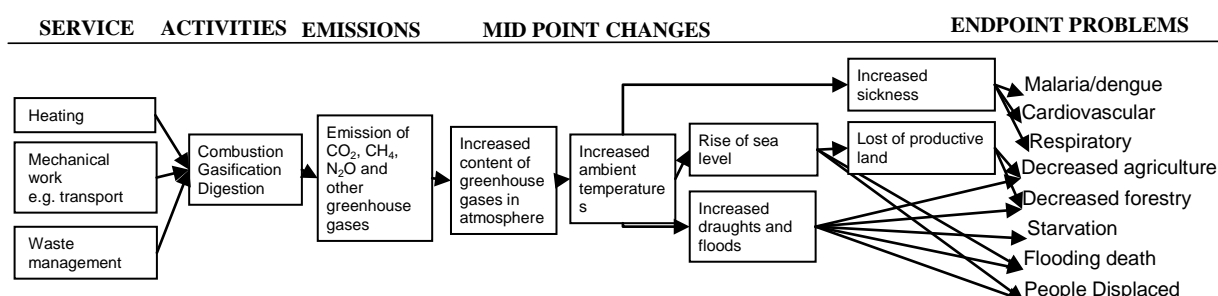 SERVICE ACTIVITIES EMISSIONS MID POINT CHANGES ENDPOINT PROBLEMS
Heating
Mechanical
work
e.g. transport
Waste
management
Combustion
Gasification
Digestion
Emission of
CO₂, CH₄,
N₂O and
other
greenhouse
gases
Increased
content of
greenhouse
gases in
atmosphere
Increased
ambient
temperature
s
Rise of sea
level
Increased
draughts and
floods
Increased
sickness
Lost of productive
land
Malaria/dengue
Cardiovascular
Respiratory
Decreased agriculture
Decreased forestry
Starvation
Flooding death
People Displaced